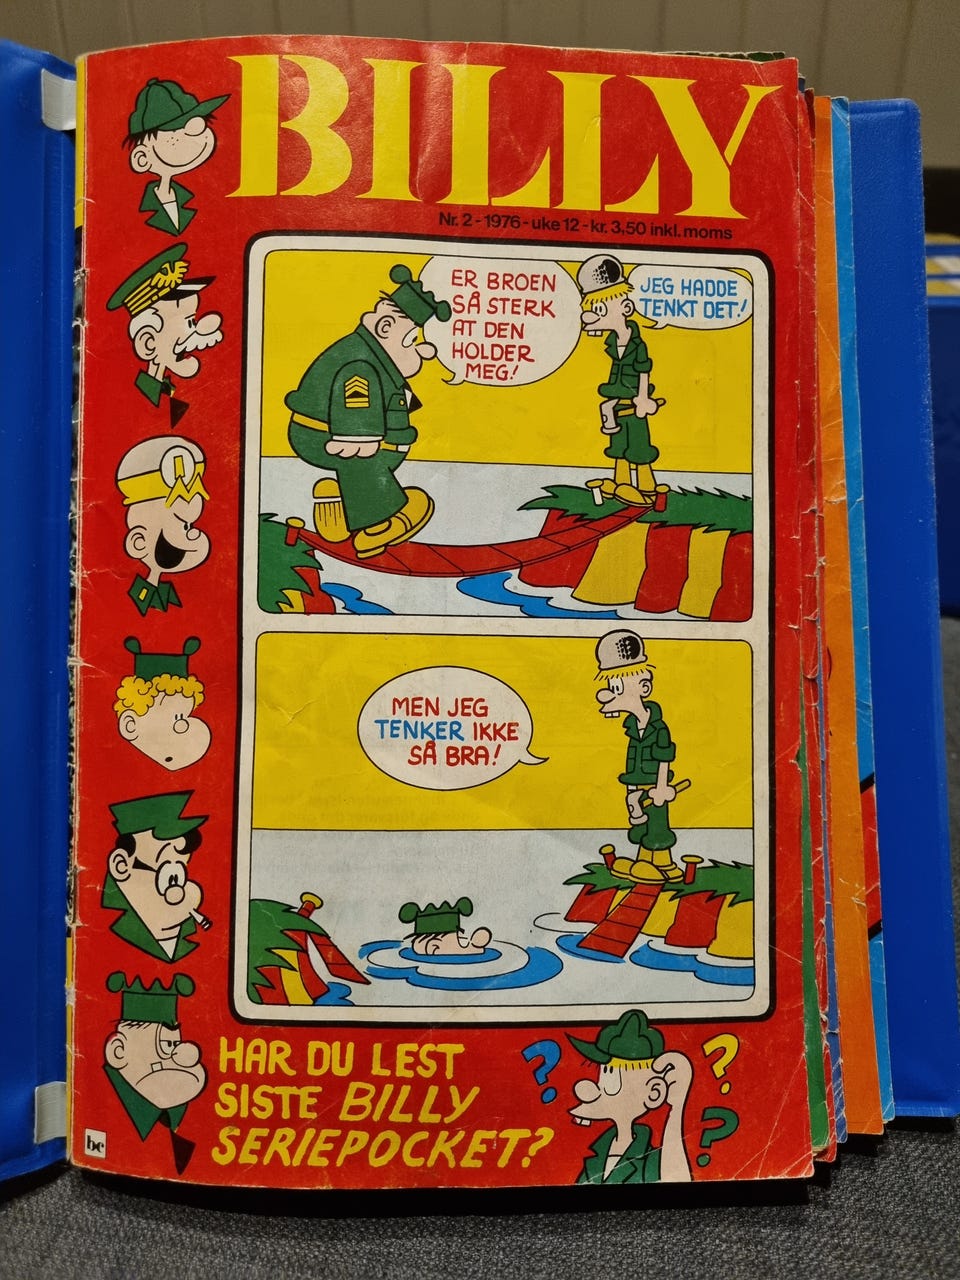 BILLY
Nr. 2 - 1976 - uke 12 - kr. 3,50 inkl. moms
ER BROEN
SÅ STERK
AT DEN
HOLDER
MEG!
JEG HADDE
TENKT DET!
MEN JEG
TENKER IKKE
SÅ BRA!
HAR DU LEST
SISTE BILLY
SERIEPOCKET?
? ? ?
bc